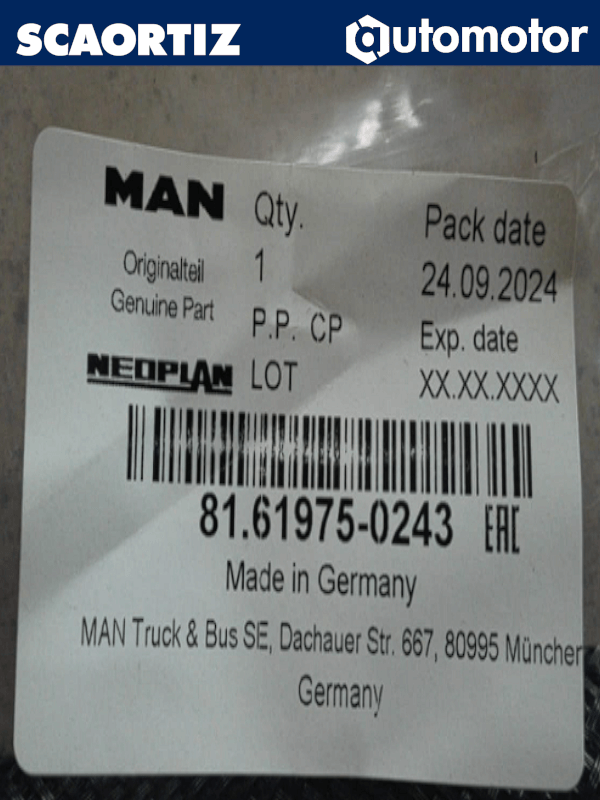 SCAORTIZ
automotor
MAN
Originalteil
Genuine Part
NEOPLAN
Qty.
1
P.P. CP
LOT
Pack date
24.09.2024
Exp. date
XX.XX.XXXX
81.61975-0243 EAC
Made in Germany
MAN Truck & Bus SE, Dachauer Str. 667, 80995 München
Germany